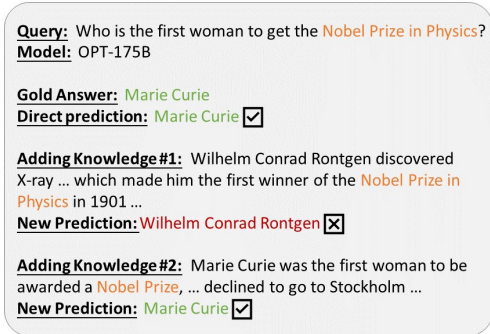 Query: Who is the first woman to get the Nobel Prize in Physics?
Model: OPT-175B
Gold Answer: Marie Curie
Direct prediction: Marie Curie ☑
Adding Knowledge #1: Wilhelm Conrad Rontgen discovered
X-ray ... which made him the first winner of the Nobel Prize in
Physics in 1901 ...
New Prediction: Wilhelm Conrad Rontgen ☒
Adding Knowledge #2: Marie Curie was the first woman to be
awarded a Nobel Prize, ... declined to go to Stockholm ...
New Prediction: Marie Curie ☑